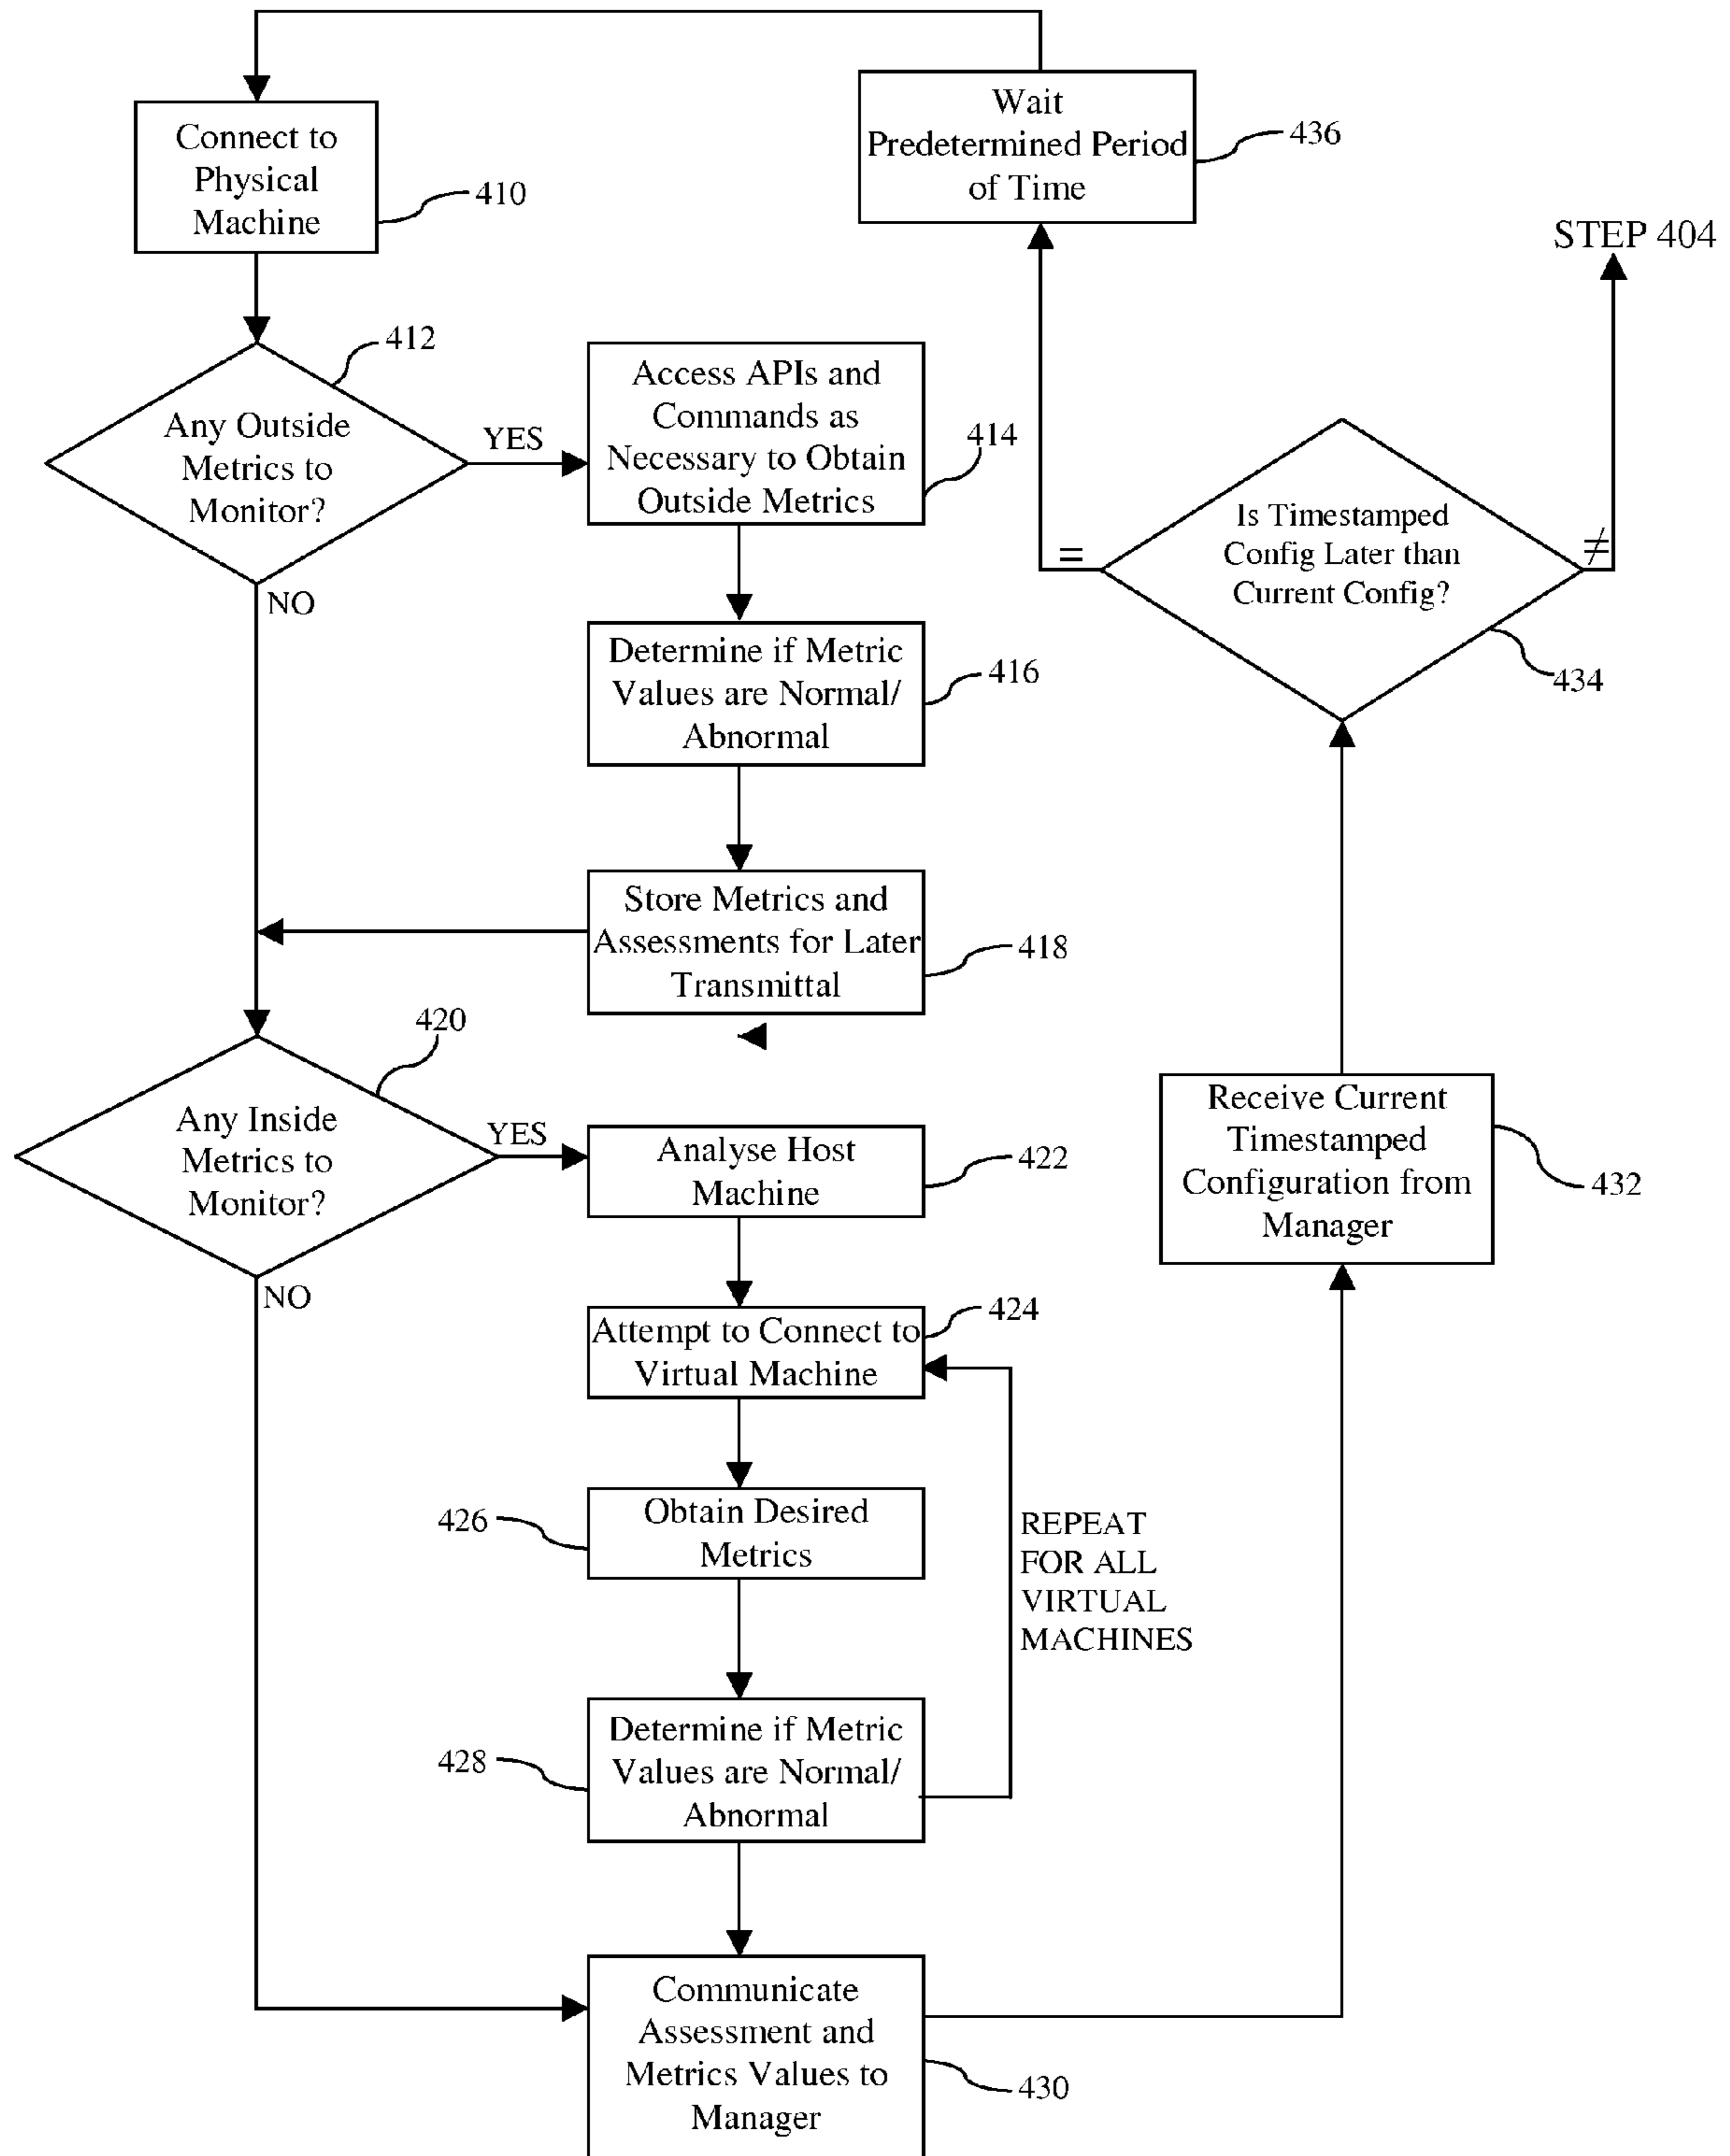 Connect to
Physical
Machine
410
Wait
Predetermined Period
of Time
436
STEP 404
412
Any Outside
Metrics to
Monitor?
YES
NO
Access APIs and
Commands as
Necessary to Obtain
Outside Metrics
414
Is Timestamped
Config Later than
Current Config?
=
≠
434
Determine if Metric
Values are Normal/
Abnormal
416
Store Metrics and
Assessments for Later
Transmittal
418
420
Any Inside
Metrics to
Monitor?
YES
NO
Analyse Host
Machine
422
Receive Current
Timestamped
Configuration from
Manager
432
Attempt to Connect to
Virtual Machine
424
Obtain Desired
Metrics
426
REPEAT
FOR ALL
VIRTUAL
MACHINES
Determine if Metric
Values are Normal/
Abnormal
428
Communicate
Assessment and
Metrics Values to
Manager
430